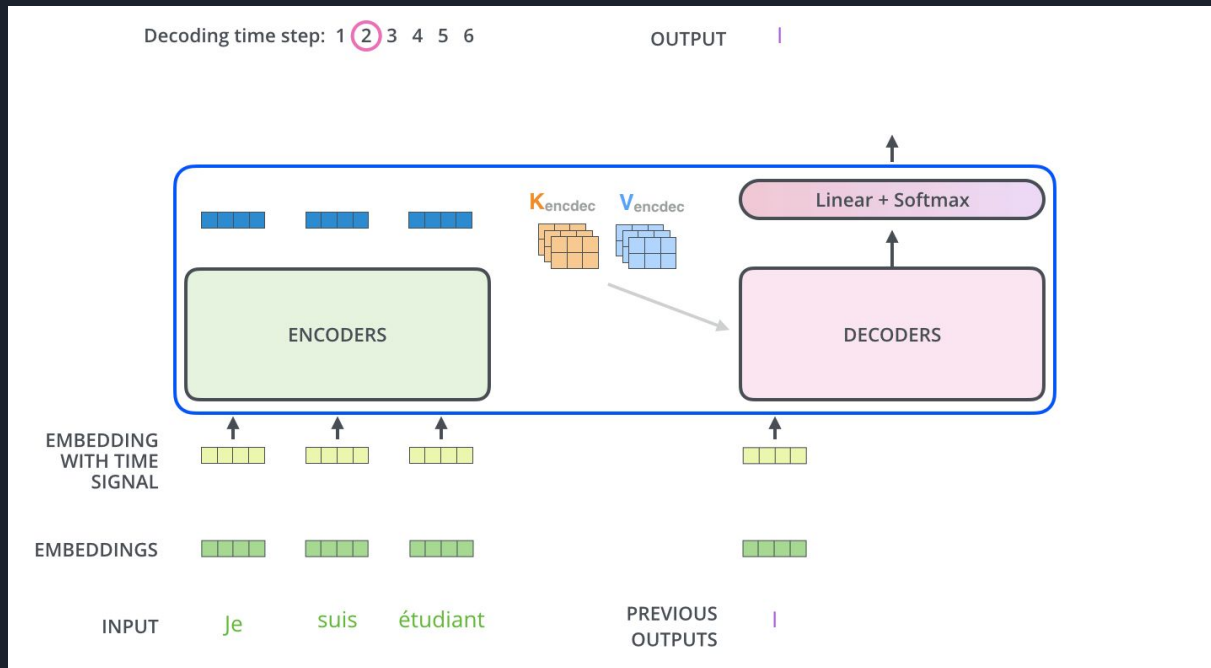 Decoding time step: 1 2 3 4 5 6
OUTPUT I
Kencdec Vencdec
Linear + Softmax
ENCODERS
DECODERS
EMBEDDING
WITH TIME
SIGNAL
EMBEDDINGS
INPUT Je suis étudiant
PREVIOUS
OUTPUTS
I